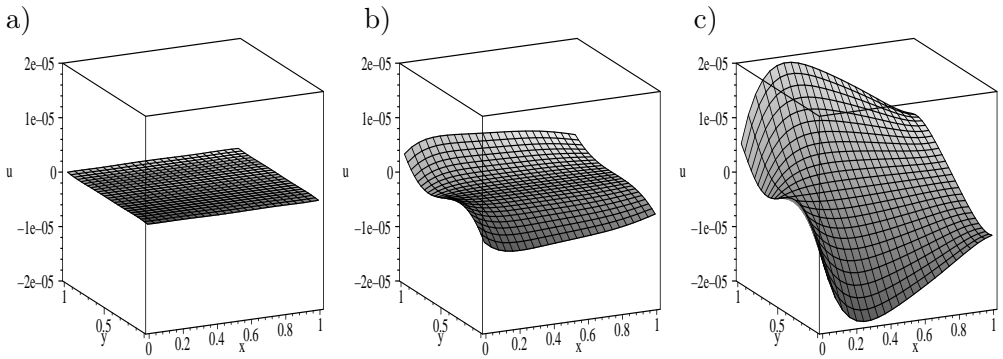 a) b) c)
2e–05 2e–05 2e–05
1e–05 1e–05 1e–05
u 0 u 0 u 0
−1e–05 −1e–05 −1e–05
−2e–05 −2e–05 −2e–05
1 1 1
0.5 y 0 0.2 0.4 x 0.6 0.8 1 0.5 y 0 0.2 0.4 x 0.6 0.8 1 0.5 y 0 0.2 0.4 x 0.6 0.8 1